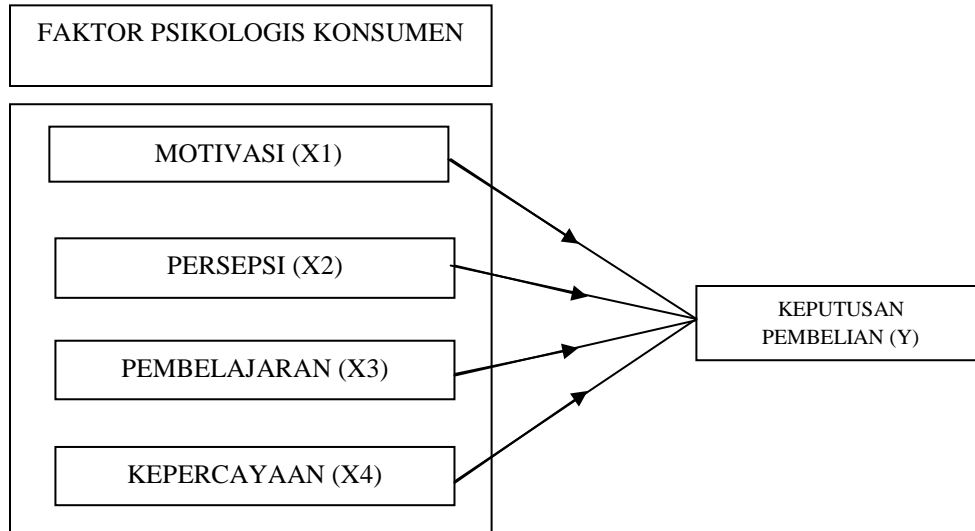 FAKTOR PSIKOLOGIS KONSUMEN
MOTIVASI (X1)
PERSEPSI (X2)
PEMBELAJARAN (X3)
KEPERCAYAAN (X4)
KEPUTUSAN
PEMBELIAN (Y)